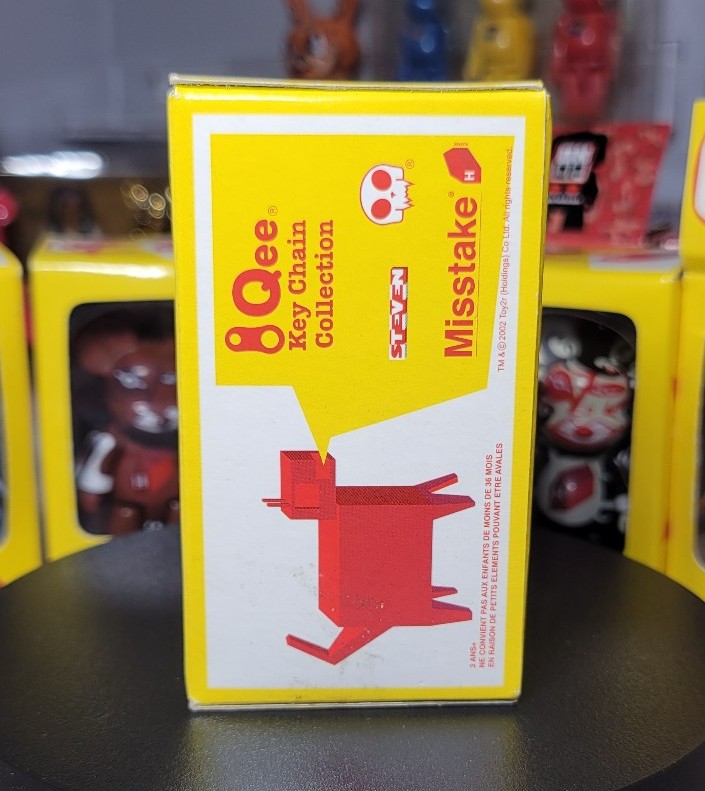 Qee®
Key Chain
Collection
®
STEVEN
Misstake®
H
TM & © 2002 Toy2r (Holdings) Co Ltd. All rights reserved.
3 ANS+
NE CONVIENT PAS AUX ENFANTS DE MOINS DE 36 MOIS
EN RAISON DE PETITS ELEMENTS POUVANT ETRE AVALES
H